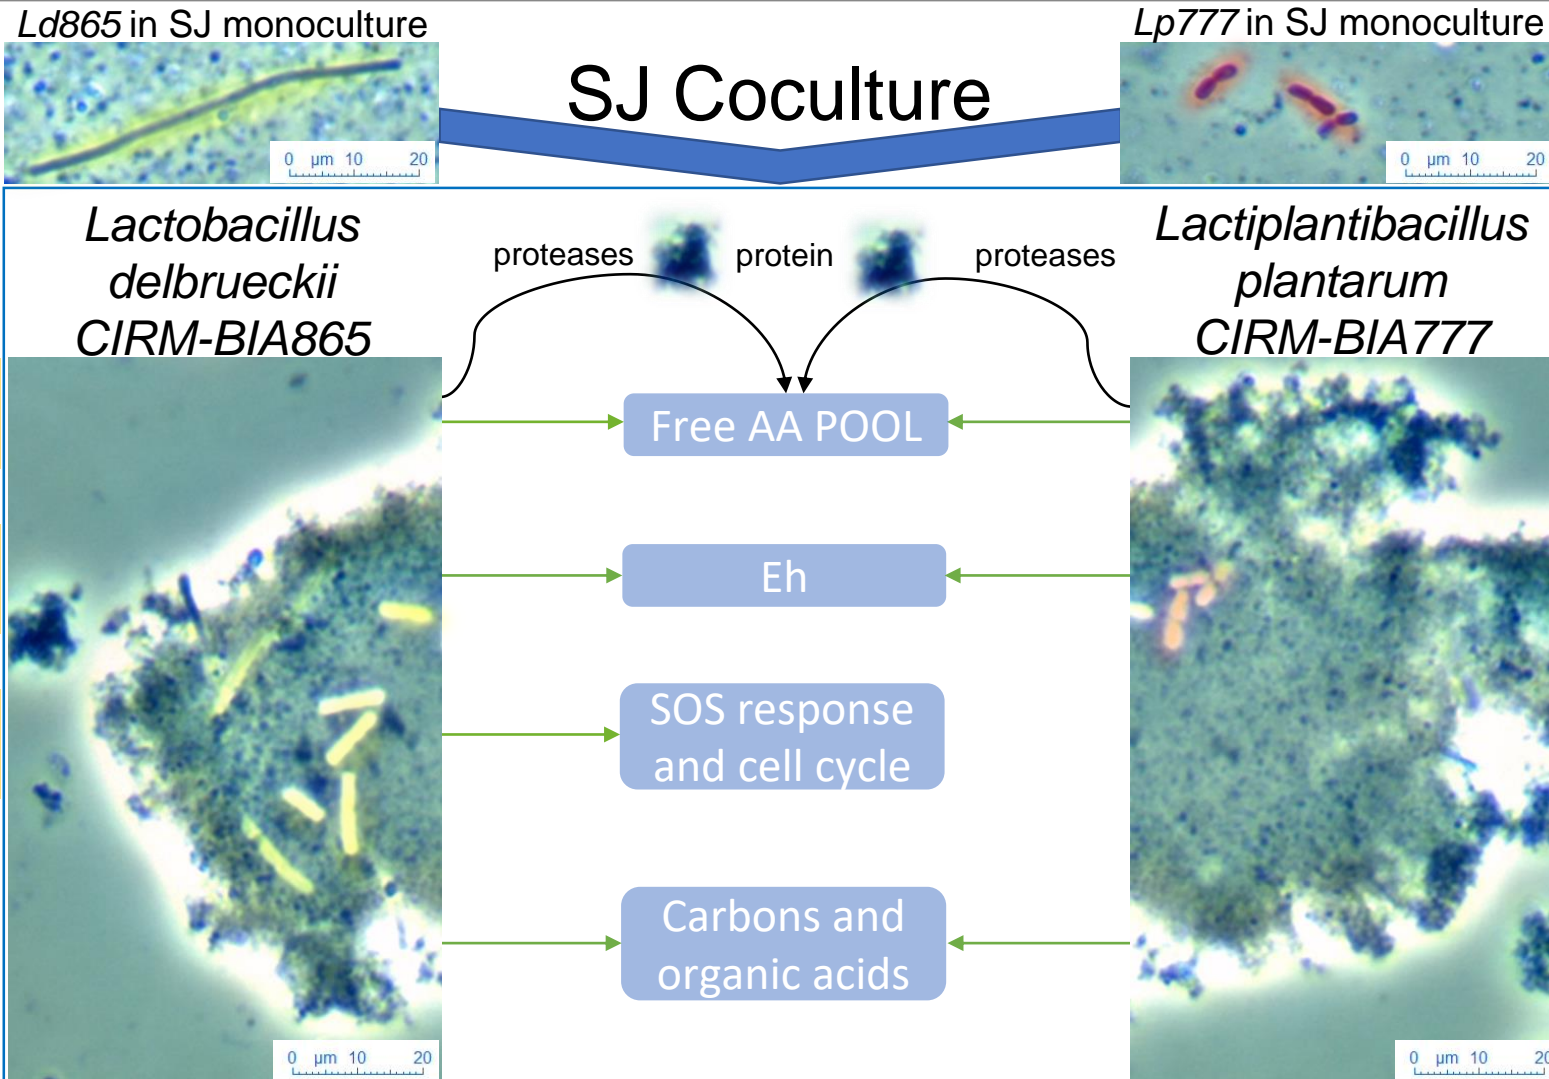 Ld865 in SJ monoculture
Lp777 in SJ monoculture
SJ Coculture
0 µm 10 20
0 µm 10 20
Lactobacillus
delbrueckii
CIRM-BIA865
proteases
protein
proteases
Lactiplantibacillus
plantarum
CIRM-BIA777
Free AA POOL
Eh
SOS response
and cell cycle
Carbons and
organic acids
0 µm 10 20
0 µm 10 20